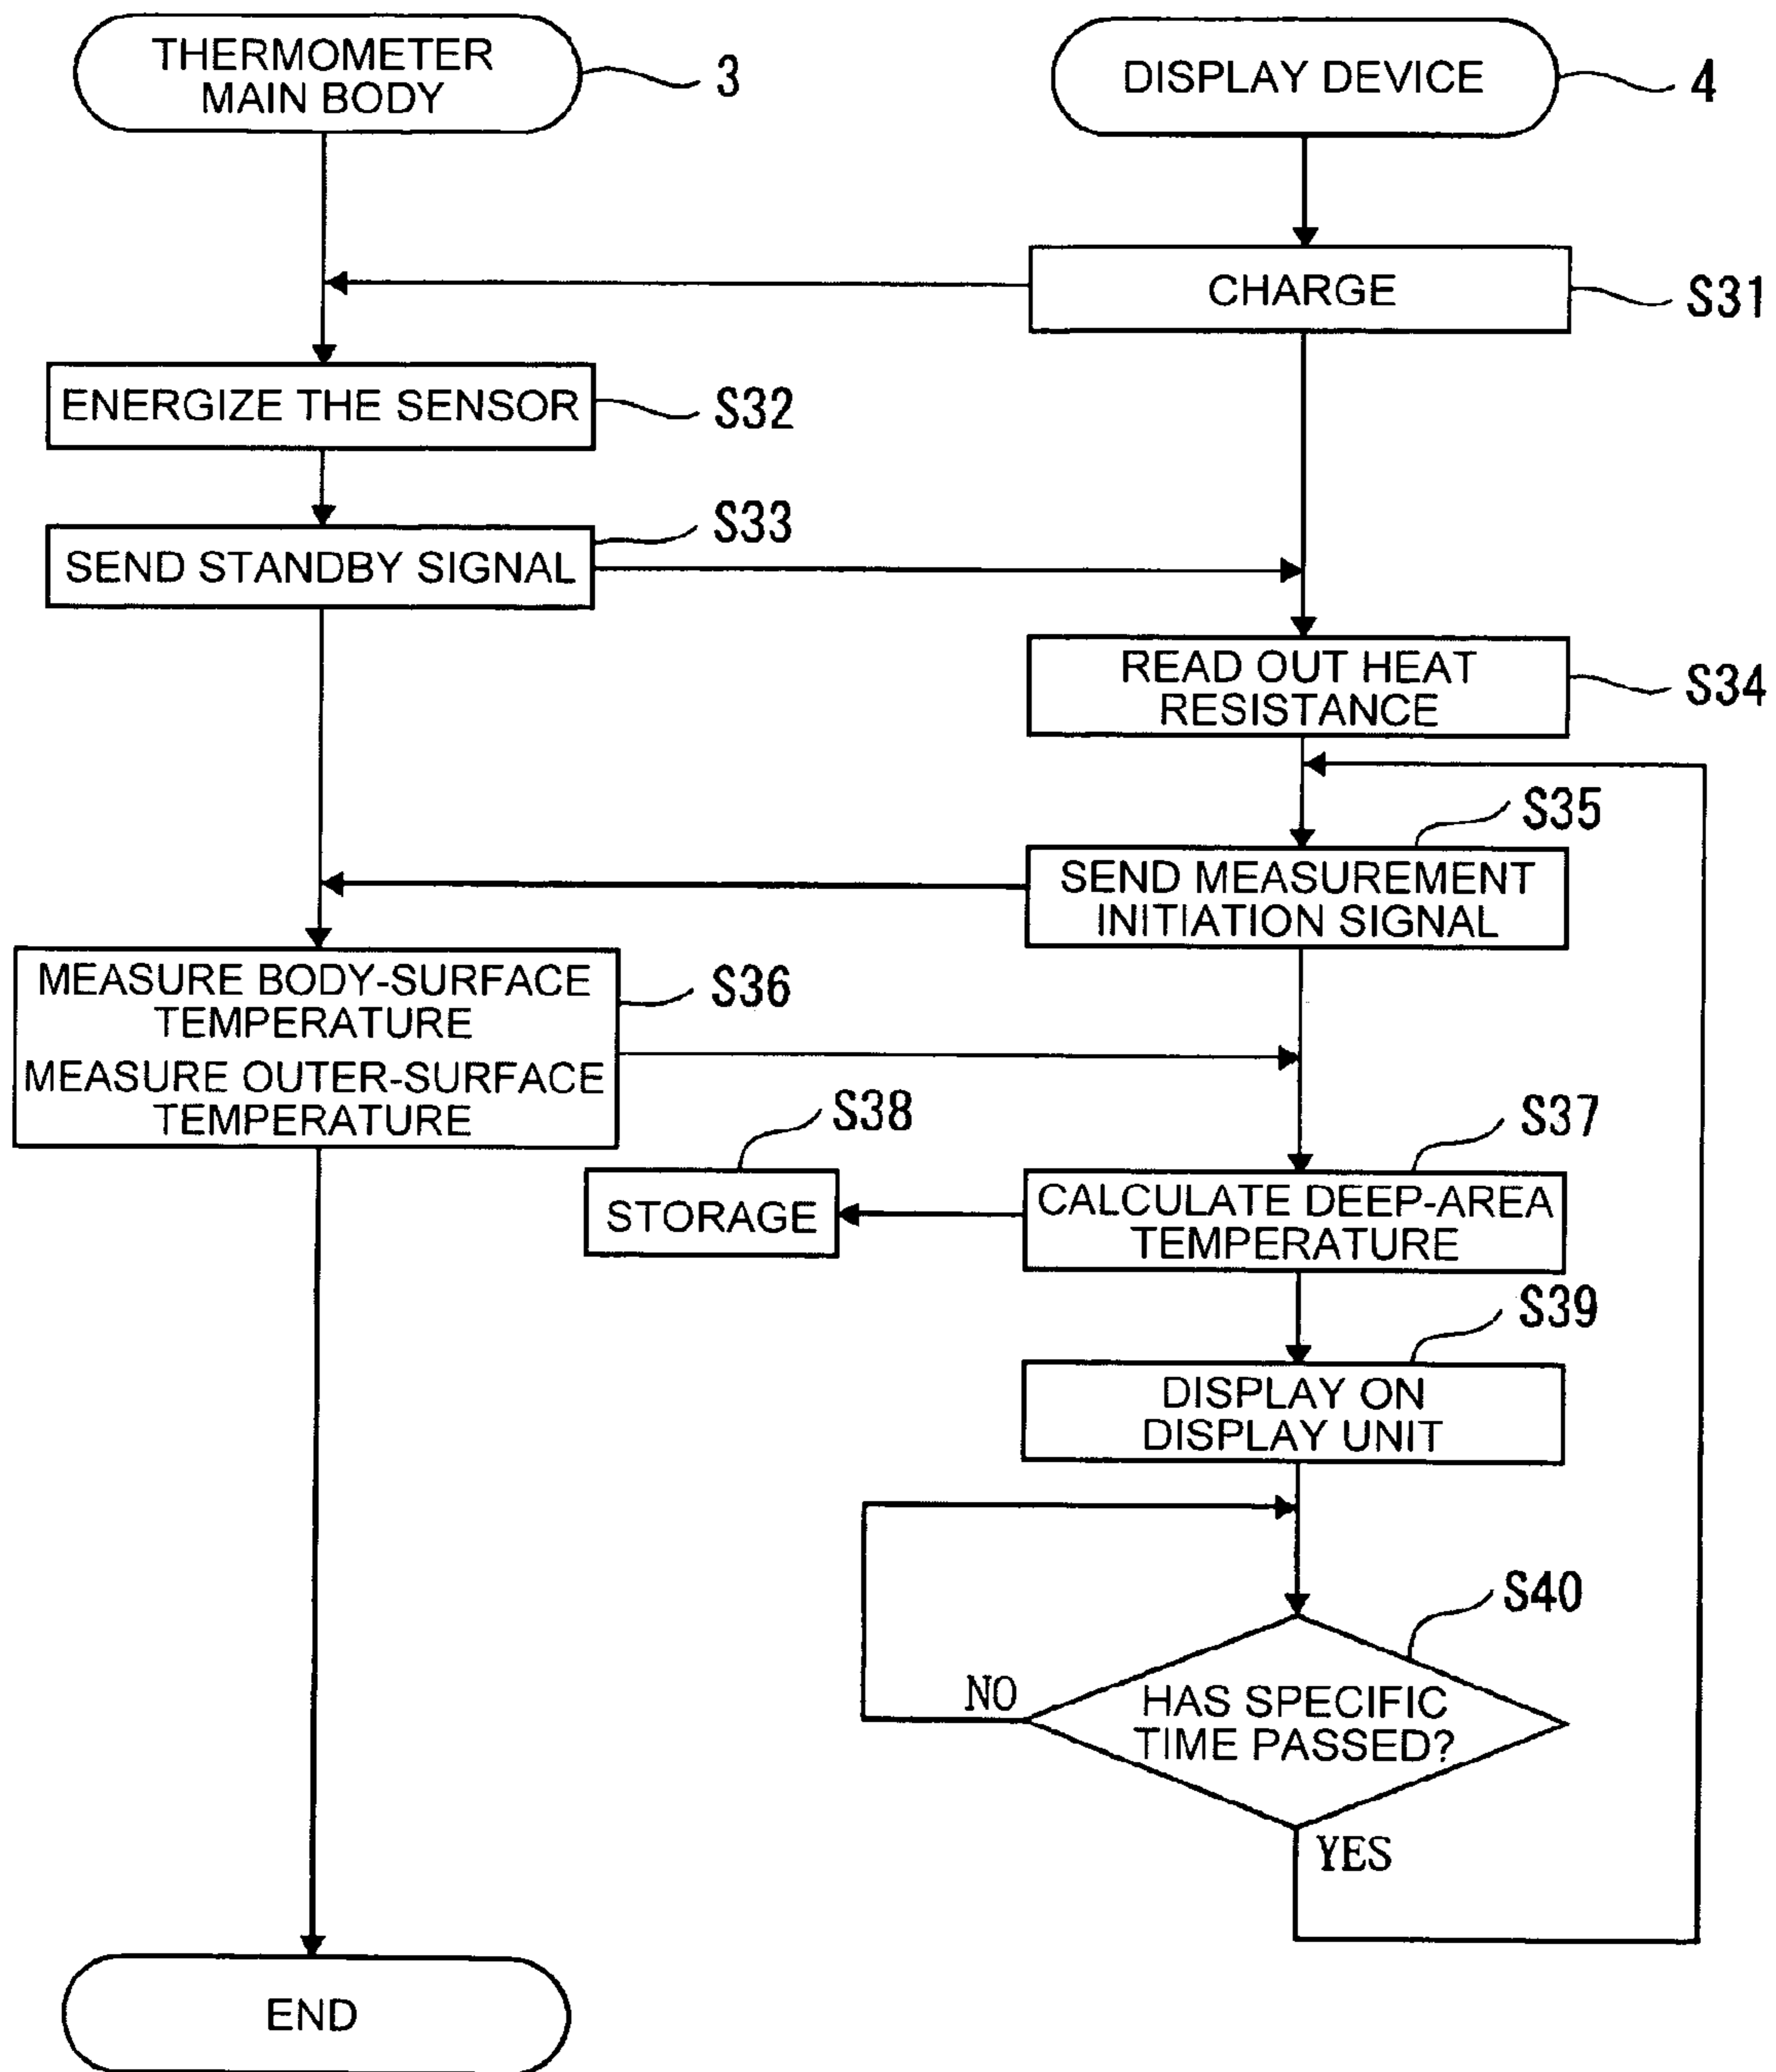 THERMOMETER
MAIN BODY
3
DISPLAY DEVICE
4
CHARGE
S31
ENERGIZE THE SENSOR
S32
SEND STANDBY SIGNAL
S33
READ OUT HEAT
RESISTANCE
S34
S35
SEND MEASUREMENT
INITIATION SIGNAL
MEASURE BODY-SURFACE
TEMPERATURE
MEASURE OUTER-SURFACE
TEMPERATURE
S36
S38
STORAGE
S37
CALCULATE DEEP-AREA
TEMPERATURE
S39
DISPLAY ON
DISPLAY UNIT
S40
HAS SPECIFIC
TIME PASSED?
NO
YES
END